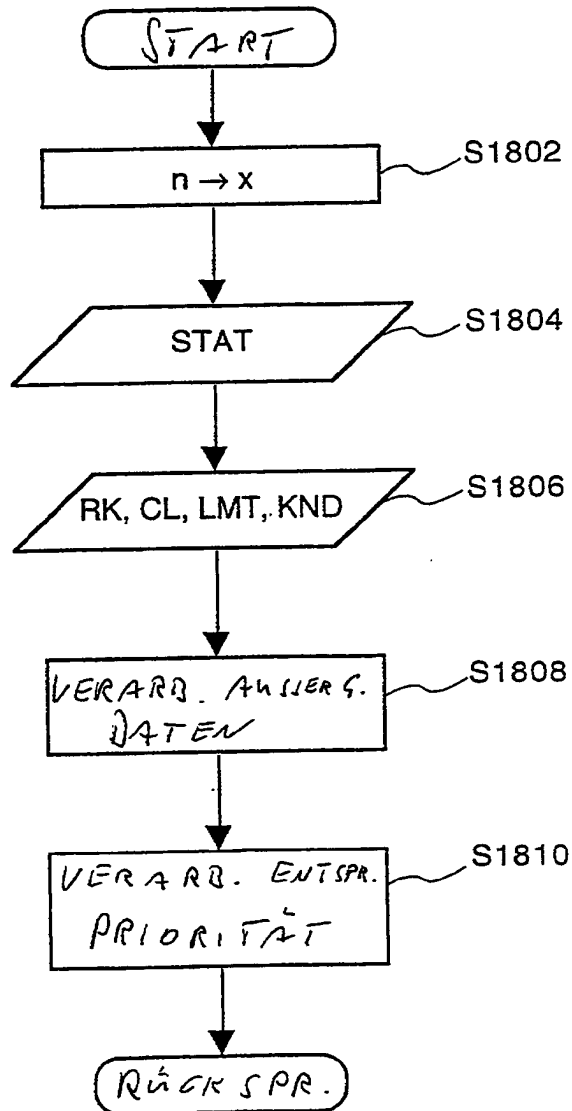 START
n → x
S1802
STAT
S1804
RK, CL, LMT, KND
S1806
VERARB. AUSSERG.
DATEN
S1808
VERARB. ENTSPR.
PRIORITÄT
S1810
RÜCKSPR.